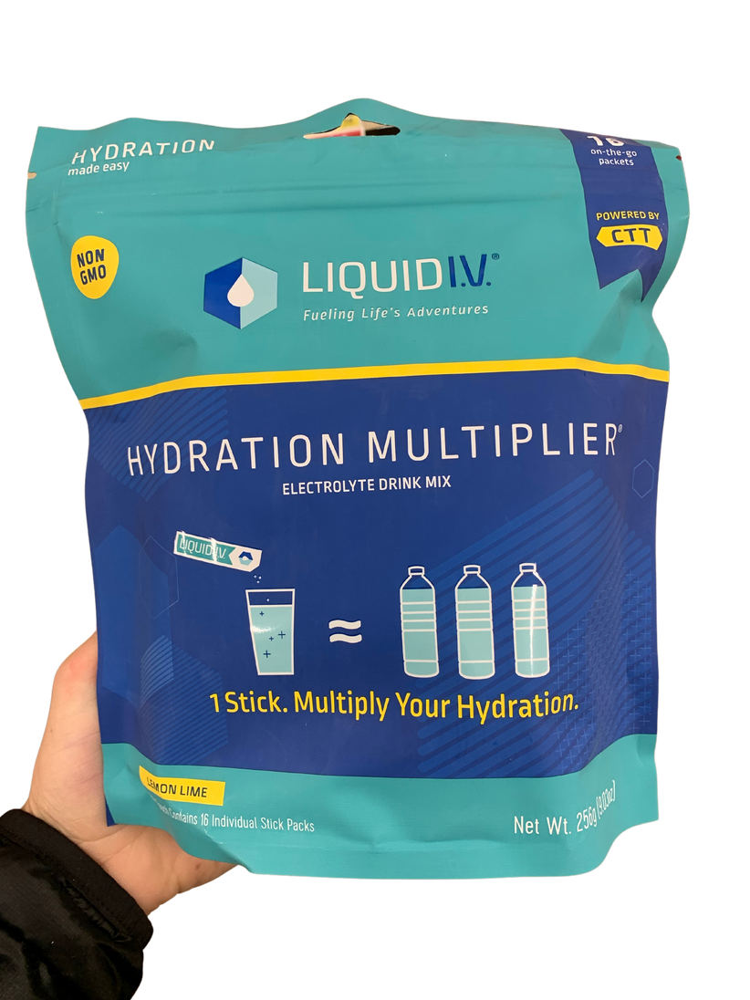 HYDRATION
made easy
16
on-the-go
packets
POWERED BY
CTT
NON
GMO
LIQUID I.V.®
Fueling Life's Adventures
HYDRATION MULTIPLIER®
ELECTROLYTE DRINK MIX
LIQUID I.V.
≈
1 Stick. Multiply Your Hydration.
LEMON LIME
Contains 16 Individual Stick Packs
Net Wt. 256g (9.03oz)